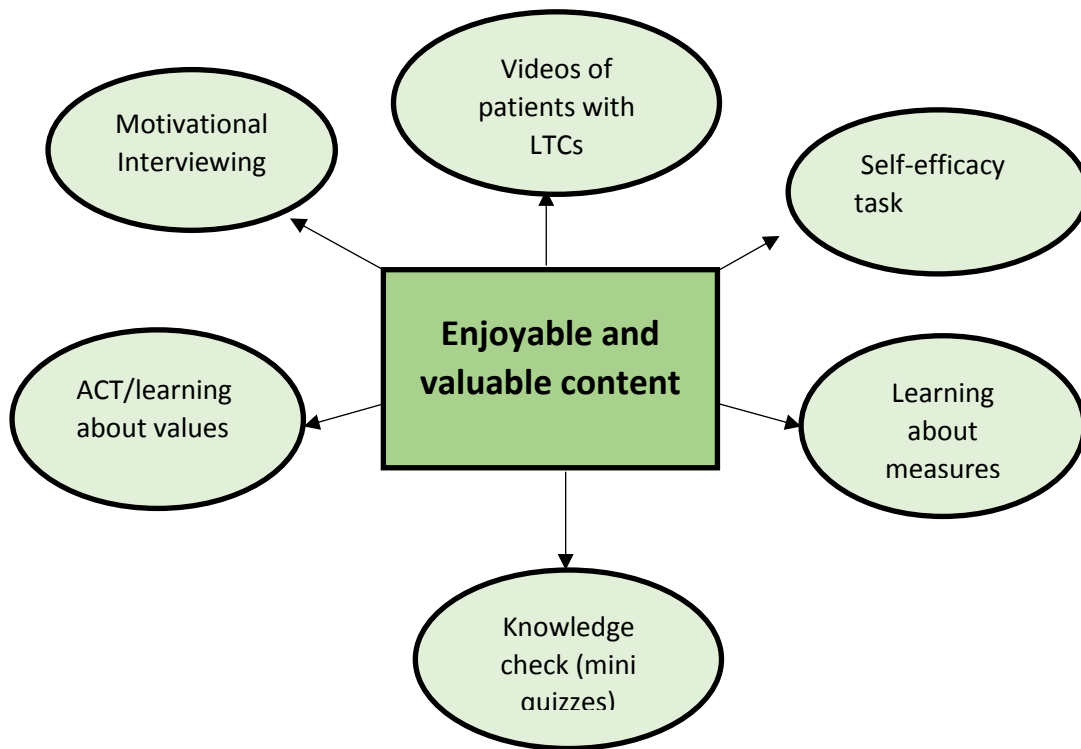 Videos of
patients with
LTCs
Motivational
Interviewing
Self-efficacy
task
Enjoyable and
valuable content
ACT/learning
about values
Learning
about
measures
Knowledge
check (mini
quizzes)